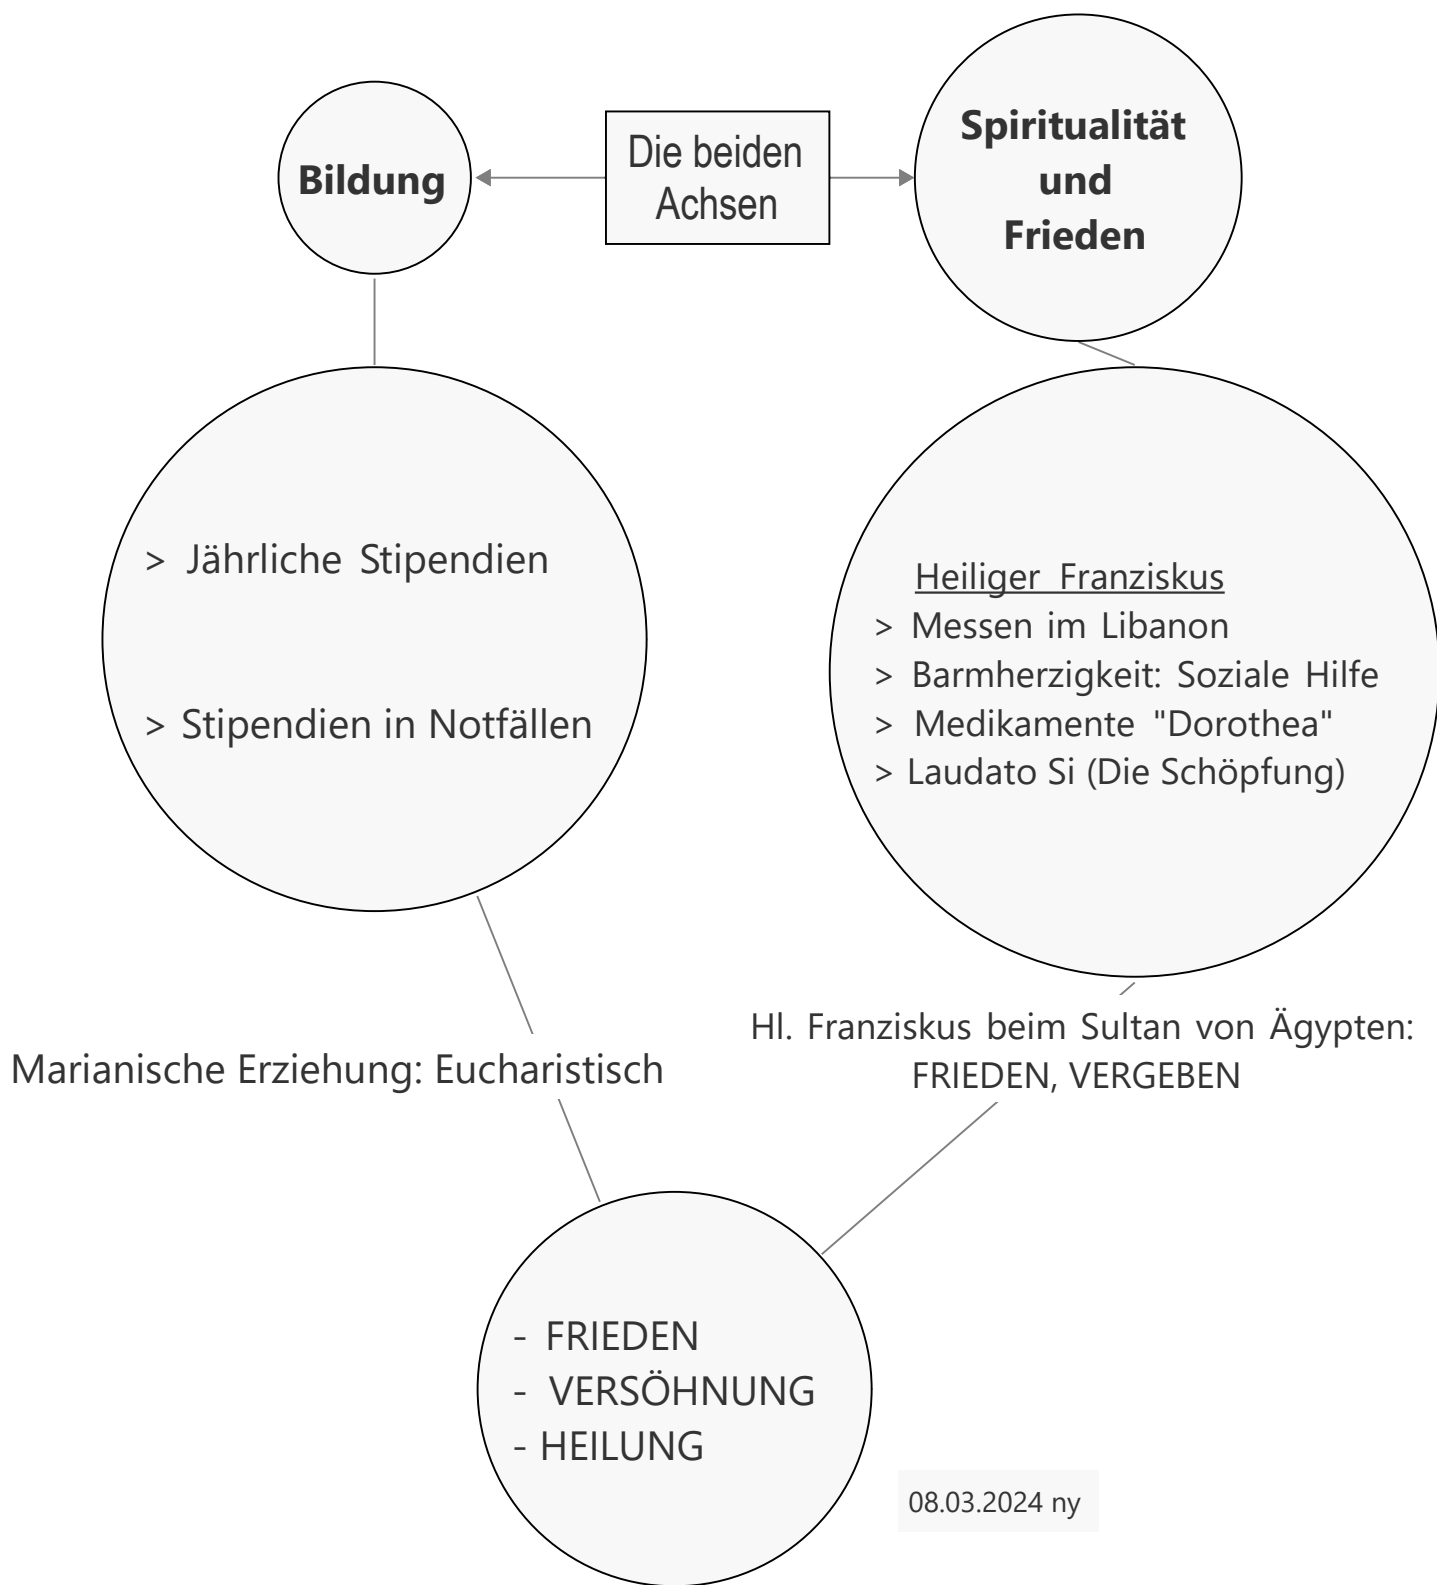 Bildung
Die beiden
Achsen
Spiritualität
und
Frieden
> Jährliche Stipendien
> Stipendien in Notfällen
Heiliger Franziskus
> Messen im Libanon
> Barmherzigkeit: Soziale Hilfe
> Medikamente "Dorothea"
> Laudato Si (Die Schöpfung)
Marianische Erziehung: Eucharistisch
Hl. Franziskus beim Sultan von Ägypten:
FRIEDEN, VERGEBEN
- FRIEDEN
- VERSÖHNUNG
- HEILUNG
08.03.2024 ny